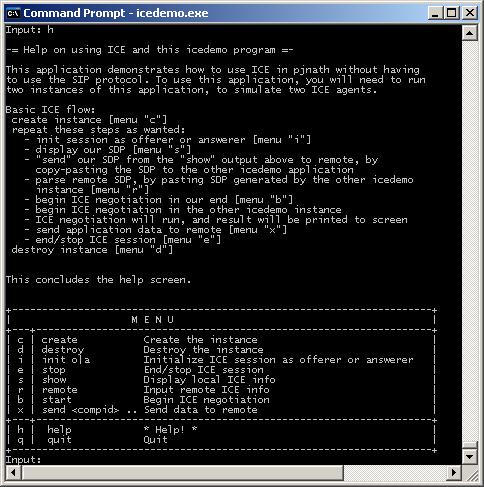 Command Prompt - icedemo.exe
Input: h
-= Help on using ICE and this icedemo program =-
This application demonstrates how to use ICE in pjnath without having
to use the SIP protocol. To use this application, you will need to run
two instances of this application, to simulate two ICE agents.
Basic ICE flow:
create instance [menu "c"]
repeat these steps as wanted:
- init session as offerer or answerer [menu "i"]
- display our SDP [menu "s"]
- "send" our SDP from the "show" output above to remote, by
copy-pasting the SDP to the other icedemo application
- parse remote SDP, by pasting SDP generated by the other icedemo
instance [menu "r"]
- begin ICE negotiation in our end [menu "b"]
- begin ICE negotiation in the other icedemo instance
- ICE negotiation will run, and result will be printed to screen
- send application data to remote [menu "x"]
- end/stop ICE session [menu "e"]
destroy instance [menu "d"]
This concludes the help screen.
M E N U
c | create Create the instance
d | destroy Destroy the instance
i | init o|a Initialize ICE session as offerer or answerer
e | stop End/stop ICE session
s | show Display local ICE info
r | remote Input remote ICE info
b | start Begin ICE negotiation
x | send <compid> .. Send data to remote
h | help * Help! *
q | quit Quit
Input: